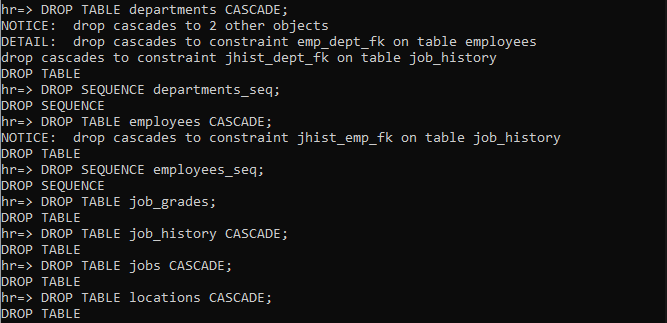 hr=> DROP TABLE departments CASCADE;
NOTICE:  drop cascades to 2 other objects
DETAIL:  drop cascades to constraint emp_dept_fk on table employees
drop cascades to constraint jhist_dept_fk on table job_history
DROP TABLE
hr=> DROP SEQUENCE departments_seq;
DROP SEQUENCE
hr=> DROP TABLE employees CASCADE;
NOTICE:  drop cascades to constraint jhist_emp_fk on table job_history
DROP TABLE
hr=> DROP SEQUENCE employees_seq;
DROP SEQUENCE
hr=> DROP TABLE job_grades;
DROP TABLE
hr=> DROP TABLE job_history CASCADE;
DROP TABLE
hr=> DROP TABLE jobs CASCADE;
DROP TABLE
hr=> DROP TABLE locations CASCADE;
DROP TABLE